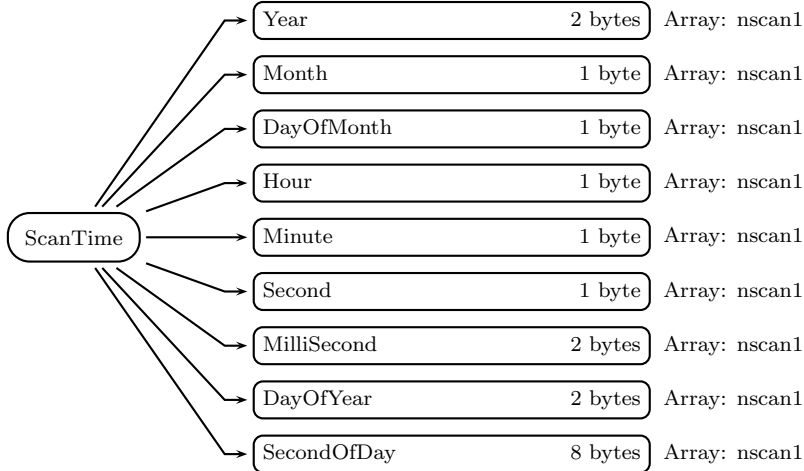 Year 2 bytes Array: nscan1
Month 1 byte Array: nscan1
DayOfMonth 1 byte Array: nscan1
Hour 1 byte Array: nscan1
ScanTime
Minute 1 byte Array: nscan1
Second 1 byte Array: nscan1
MilliSecond 2 bytes Array: nscan1
DayOfYear 2 bytes Array: nscan1
SecondOfDay 8 bytes Array: nscan1